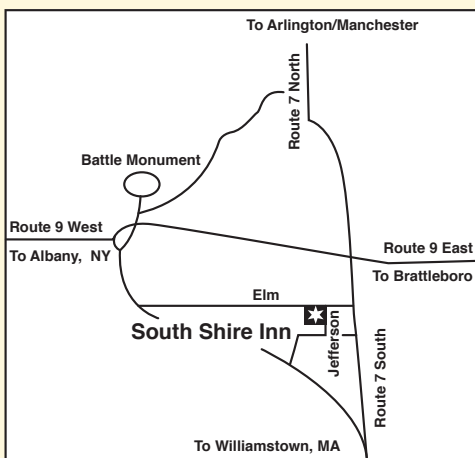 To Arlington/Manchester
Route 7 North
Battle Monument
Route 9 West
To Albany, NY
Route 9 East
To Brattleboro
Elm
South Shire Inn
Jefferson
Route 7 South
To Williamstown, MA